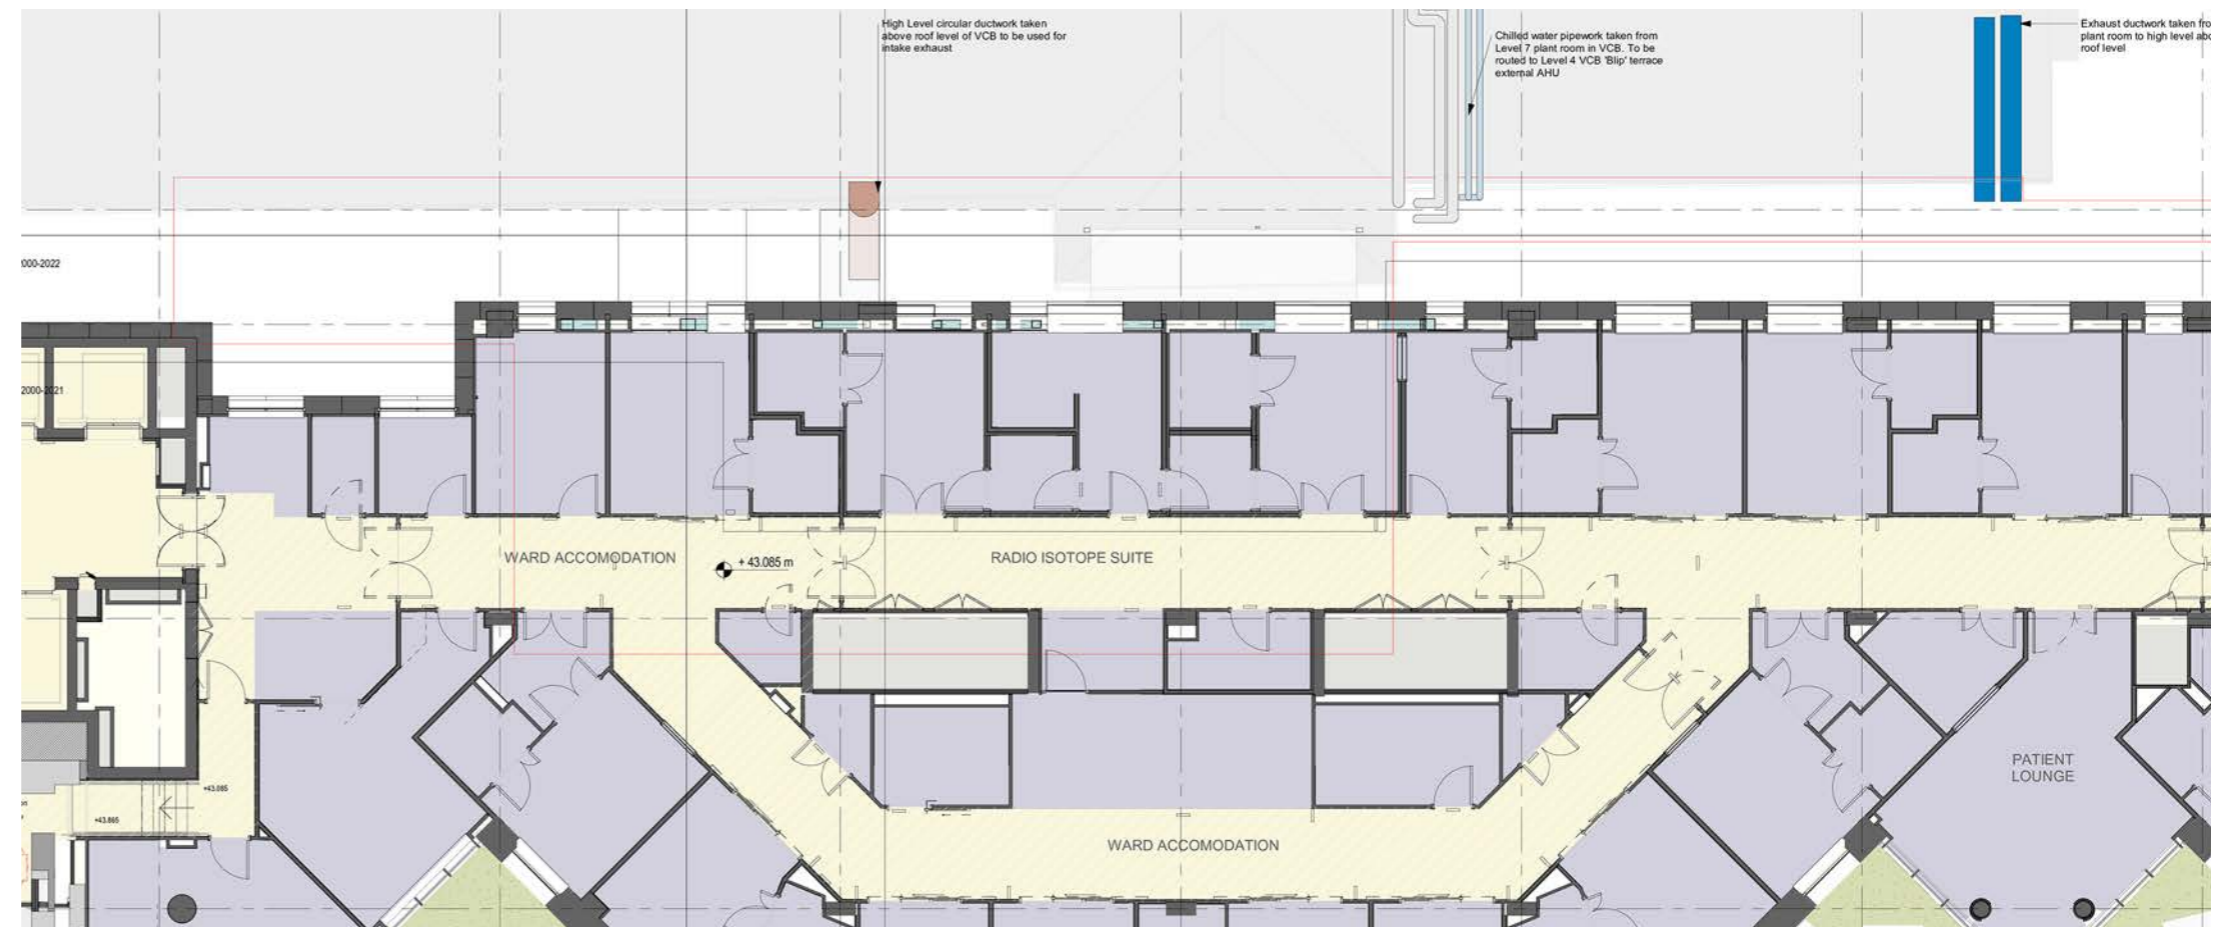 High Level circular ductwork taken
above roof level of VCB to be used for
intake exhaust
Chilled water pipework taken from
Level 7 plant room in VCB. To be
routed to Level 4 VCB 'Blip' terrace
external AHU
Exhaust ductwork taken fro
plant room to high level abo
roof level
000-2022
2000-2021
WARD ACCOMODATION
+ 43.085 m
RADIO ISOTOPE SUITE
PATIENT
LOUNGE
+43.085
+43.865
WARD ACCOMODATION